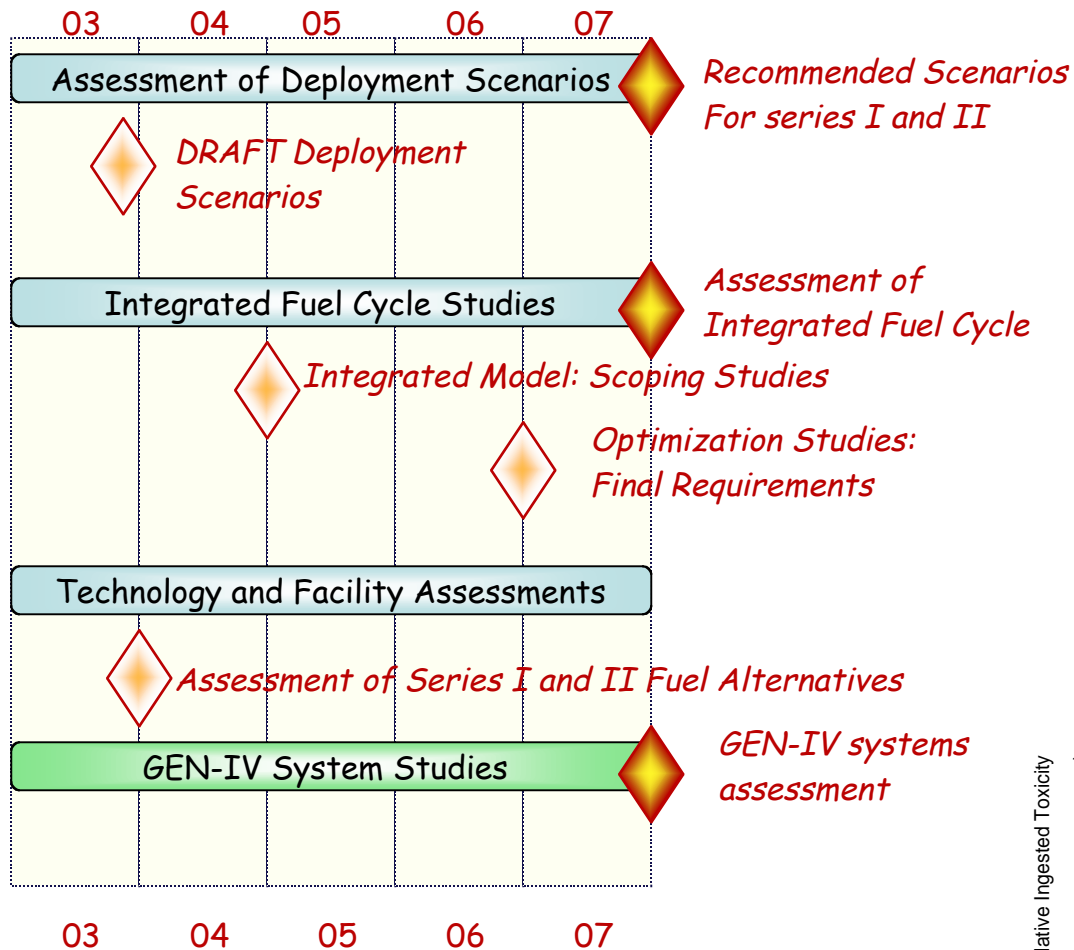 03 04 05 06 07
Assessment of Deployment Scenarios
Recommended Scenarios
For series I and II
DRAFT Deployment
Scenarios
Integrated Fuel Cycle Studies
Assessment of
Integrated Fuel Cycle
Integrated Model: Scoping Studies
Optimization Studies:
Final Requirements
Technology and Facility Assessments
Assessment of Series I and II Fuel Alternatives
GEN-IV System Studies
GEN-IV systems
assessment
lative Ingested Toxicity
03 04 05 06 07